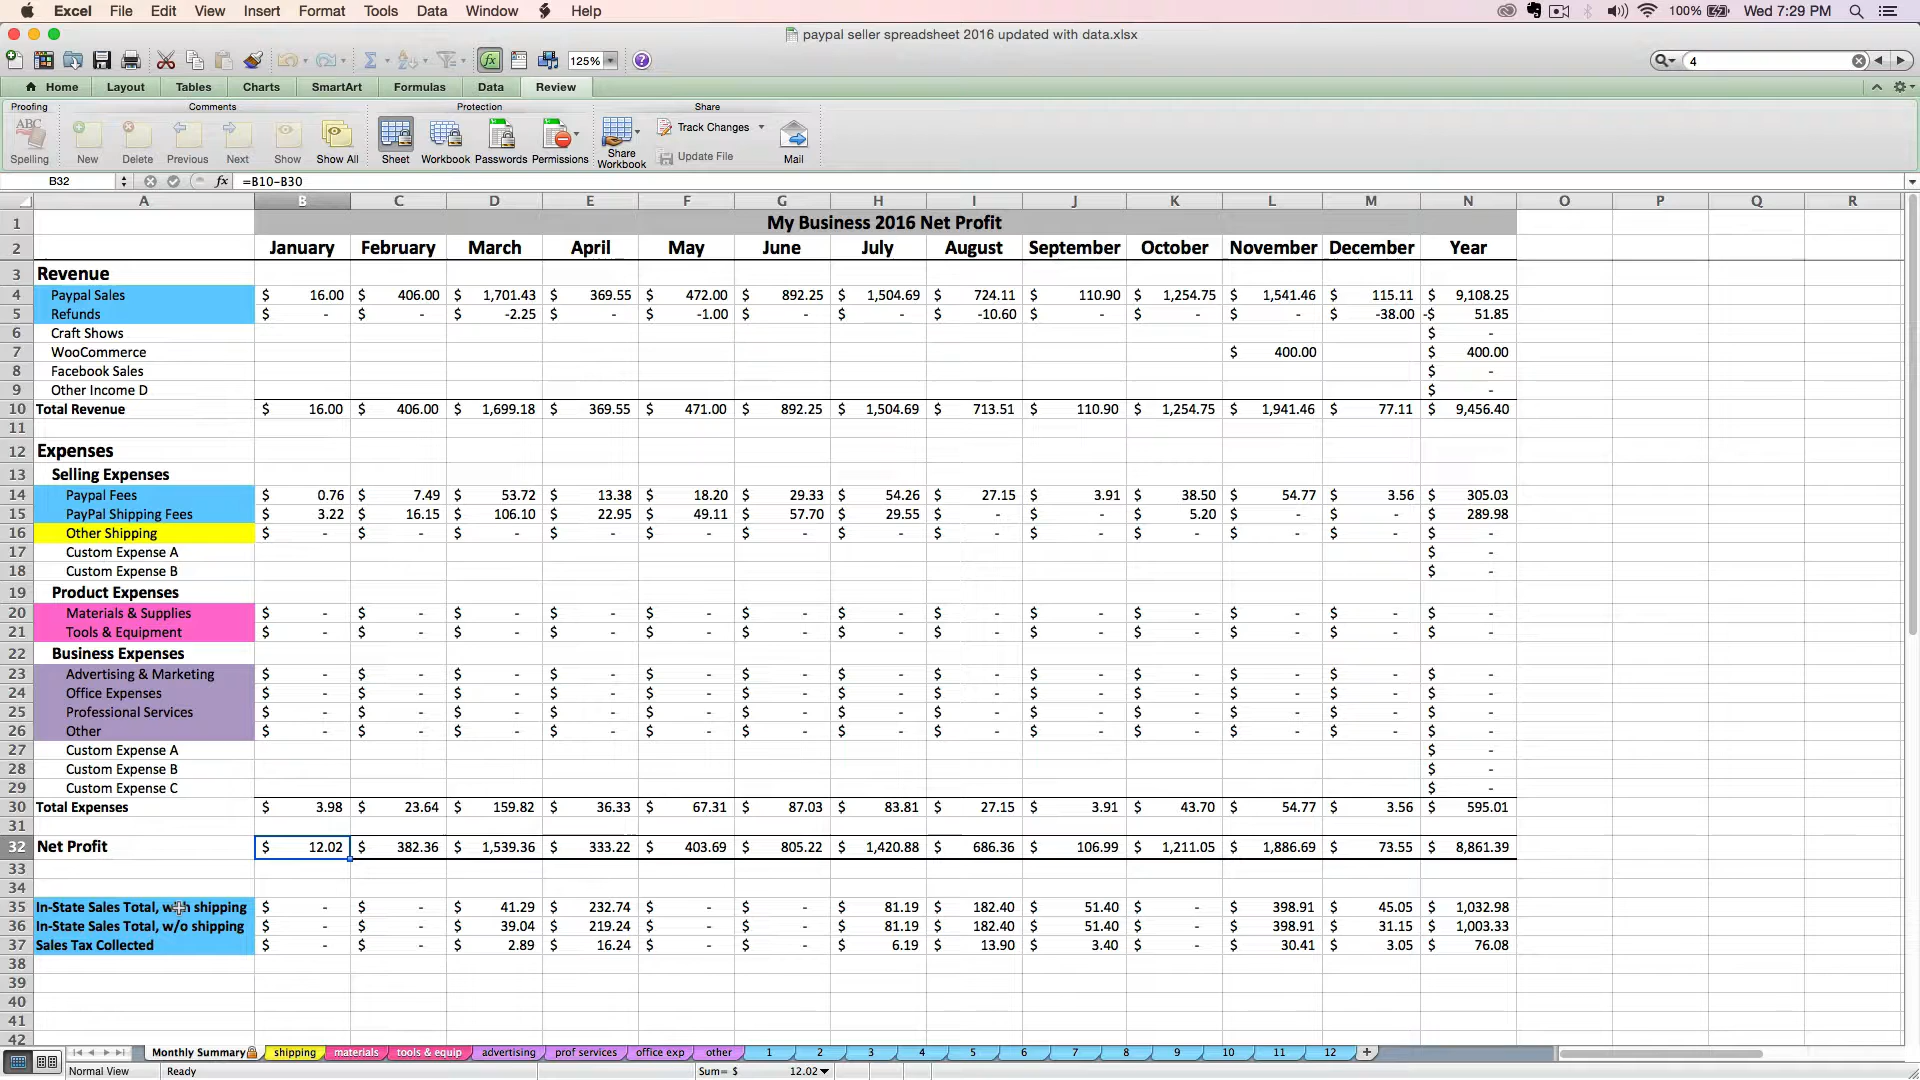 Excel File Edit View Insert Format Tools Data Window Help 100% Wed 7:29 PM
paypal seller spreadsheet 2016 updated with data.xlsx
125% 4
Home Layout Tables Charts SmartArt Formulas Data Review
Proofing Comments Protection Share
ABC Track Changes
Spelling New Delete Previous Next Show Show All Sheet Workbook Passwords Permissions Share Workbook Update File Mail
B32 fx =B10-B30
A B C D E F G H I J K L M N O P Q R
1 My Business 2016 Net Profit
2 January February March April May June July August September October November December Year
3 Revenue
4 Paypal Sales $ 16.00 $ 406.00 $ 1,701.43 $ 369.55 $ 472.00 $ 892.25 $ 1,504.69 $ 724.11 $ 110.90 $ 1,254.75 $ 1,541.46 $ 115.11 $ 9,108.25
5 Refunds $ - $ - $ -2.25 $ - $ -1.00 $ - $ - $ -10.60 $ - $ - $ - $ -38.00 -$ 51.85
6 Craft Shows $ -
7 WooCommerce $ 400.00 $ 400.00
8 Facebook Sales $ -
9 Other Income D $ -
10 Total Revenue $ 16.00 $ 406.00 $ 1,699.18 $ 369.55 $ 471.00 $ 892.25 $ 1,504.69 $ 713.51 $ 110.90 $ 1,254.75 $ 1,941.46 $ 77.11 $ 9,456.40
11
12 Expenses
13 Selling Expenses
14 Paypal Fees $ 0.76 $ 7.49 $ 53.72 $ 13.38 $ 18.20 $ 29.33 $ 54.26 $ 27.15 $ 3.91 $ 38.50 $ 54.77 $ 3.56 $ 305.03
15 PayPal Shipping Fees $ 3.22 $ 16.15 $ 106.10 $ 22.95 $ 49.11 $ 57.70 $ 29.55 $ - $ - $ 5.20 $ - $ - $ 289.98
16 Other Shipping $ - $ - $ - $ - $ - $ - $ - $ - $ - $ - $ - $ - $ -
17 Custom Expense A $ -
18 Custom Expense B $ -
19 Product Expenses
20 Materials & Supplies $ - $ - $ - $ - $ - $ - $ - $ - $ - $ - $ - $ - $ -
21 Tools & Equipment $ - $ - $ - $ - $ - $ - $ - $ - $ - $ - $ - $ - $ -
22 Business Expenses
23 Advertising & Marketing $ - $ - $ - $ - $ - $ - $ - $ - $ - $ - $ - $ - $ -
24 Office Expenses $ - $ - $ - $ - $ - $ - $ - $ - $ - $ - $ - $ - $ -
25 Professional Services $ - $ - $ - $ - $ - $ - $ - $ - $ - $ - $ - $ - $ -
26 Other $ - $ - $ - $ - $ - $ - $ - $ - $ - $ - $ - $ - $ -
27 Custom Expense A $ -
28 Custom Expense B $ -
29 Custom Expense C $ -
30 Total Expenses $ 3.98 $ 23.64 $ 159.82 $ 36.33 $ 67.31 $ 87.03 $ 83.81 $ 27.15 $ 3.91 $ 43.70 $ 54.77 $ 3.56 $ 595.01
31
32 Net Profit $ 12.02 $ 382.36 $ 1,539.36 $ 333.22 $ 403.69 $ 805.22 $ 1,420.88 $ 686.36 $ 106.99 $ 1,211.05 $ 1,886.69 $ 73.55 $ 8,861.39
33
34
35 In-State Sales Total, with shipping $ - $ - $ 41.29 $ 232.74 $ - $ - $ 81.19 $ 182.40 $ 51.40 $ - $ 398.91 $ 45.05 $ 1,032.98
36 In-State Sales Total, w/o shipping $ - $ - $ 39.04 $ 219.24 $ - $ - $ 81.19 $ 182.40 $ 51.40 $ - $ 398.91 $ 31.15 $ 1,003.33
37 Sales Tax Collected $ - $ - $ 2.89 $ 16.24 $ - $ - $ 6.19 $ 13.90 $ 3.40 $ - $ 30.41 $ 3.05 $ 76.08
38
39
40
41
42
Monthly Summary shipping materials tools & equip advertising prof services office exp other 1 2 3 4 5 6 7 8 9 10 11 12 +
Normal View Ready Sum= $ 12.02